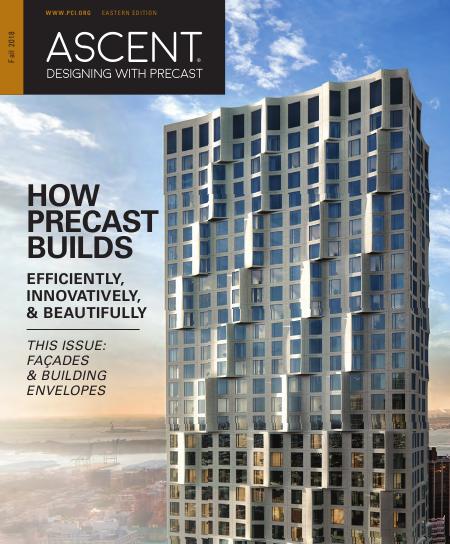 WWW.PCI.ORG EASTERN EDITION
Fall 2018
ASCENT®
DESIGNING WITH PRECAST
HOW
PRECAST
BUILDS
EFFICIENTLY,
INNOVATIVELY,
& BEAUTIFULLY
THIS ISSUE:
FAÇADES
& BUILDING
ENVELOPES